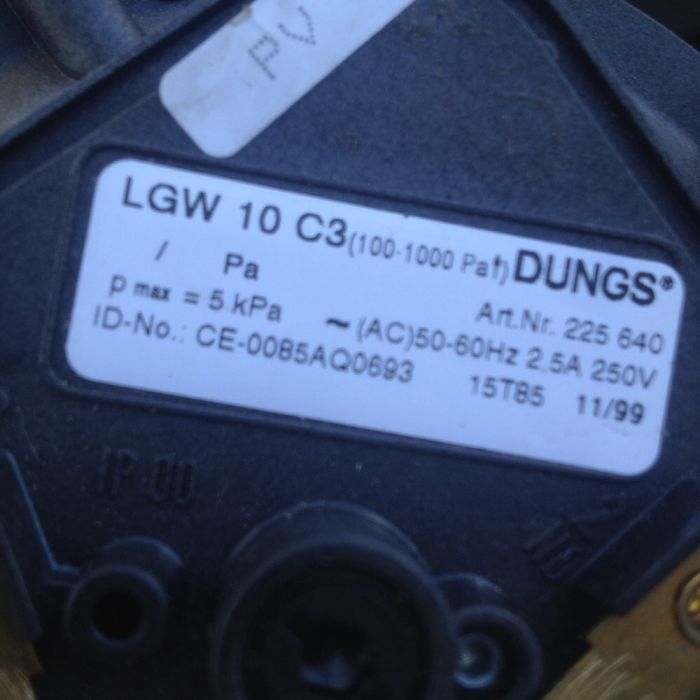 LGW 10 C3 (100-1000 Pa↑) DUNGS®
/ Pa Art.Nr. 225 640
p max = 5 kPa ~ (AC)50-60Hz 2.5A 250V
ID-No.: CE-0085AQ0693 15T85 11/99
IP 00